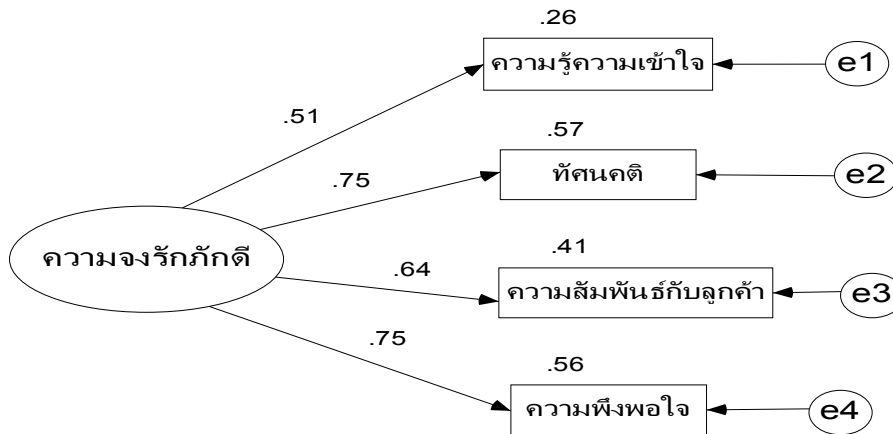 .26
ความรู้ความเข้าใจ
e1
.51
.57
ทัศนคติ
e2
.75
ความจงรักภักดี
.41
.64
ความสัมพันธ์กับลูกค้า
e3
.75
.56
ความพึงพอใจ
e4